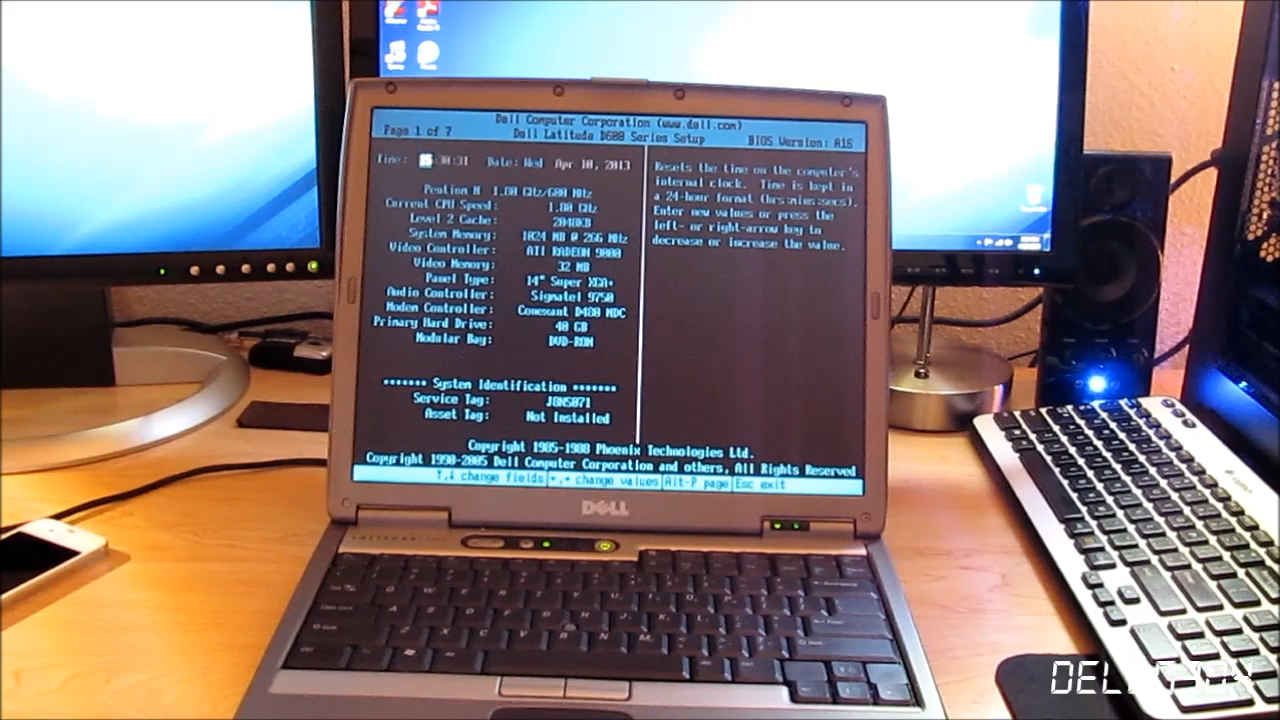 Dell Computer Corporation (www.dell.com)
Page 1 of 7 Dell Latitude D600 Series Setup BIOS Version: A16
Time: :30:31 Date: Wed Apr 10, 2013
Pentium M 1.80 GHz/600 MHz
Current CPU Speed: 1.80 GHz
Level 2 Cache: 2048KB
System Memory: 1024 MB @ 266 MHz
Video Controller: ATI RADEON 9000
Video Memory: 32 MB
Panel Type: 14" Super XGA+
Audio Controller: Sigmatel 9750
Modem Controller: Conexant D480 MDC
Primary Hard Drive: 40 GB
Modular Bay: DVD-ROM
••••••• System Identification •••••••
Service Tag:
Asset Tag: Not Installed
Resets the time on the computer's
internal clock. Time is kept in
a 24-hour format (hrs:mins:secs).
Enter new values or press the
left- or right-arrow key to
decrease or increase the value.
Copyright 1985-1988 Phoenix Technologies Ltd.
Copyright 1990-2005 Dell Computer Corporation and others, All Rights Reserved
↑,↓ change fields ←,→ change values Alt-P page Esc exit
DELL
LATITUDE